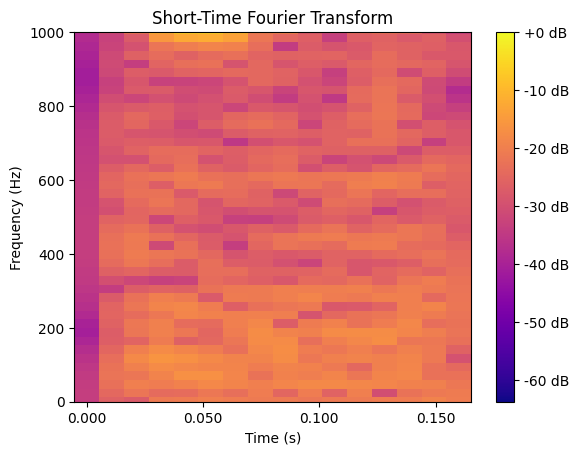 Short-Time Fourier Transform
1000
800
600
400
200
0
Frequency (Hz)
0.000
0.050
0.100
0.150
Time (s)
+0 dB
-10 dB
-20 dB
-30 dB
-40 dB
-50 dB
-60 dB